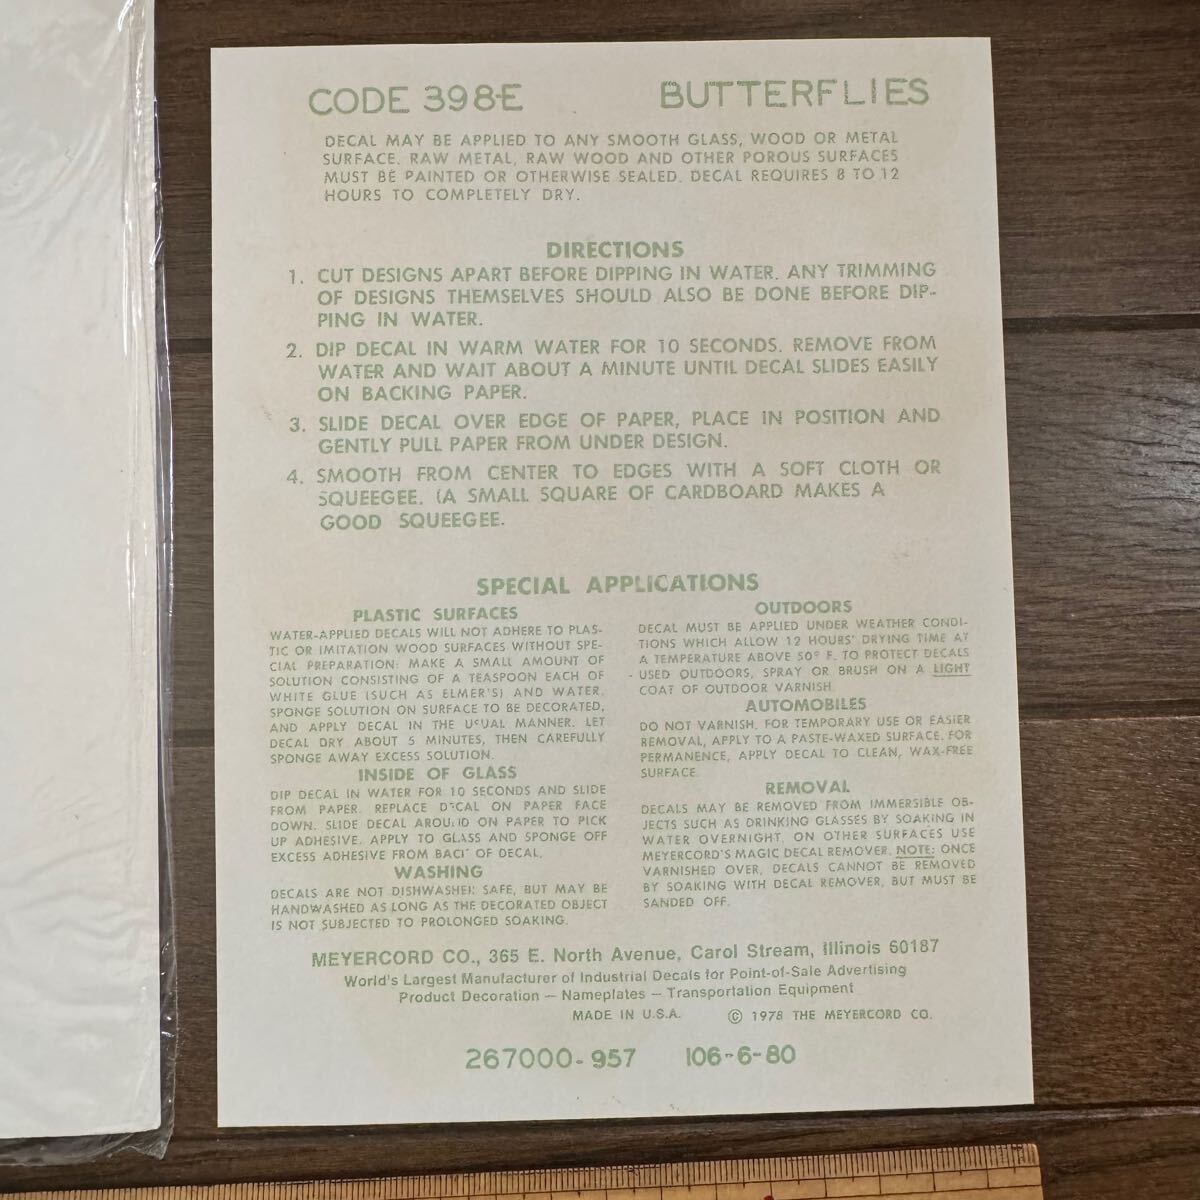 CODE 398-E BUTTERFLIES
DECAL MAY BE APPLIED TO ANY SMOOTH GLASS, WOOD OR METAL
SURFACE. RAW METAL, RAW WOOD AND OTHER POROUS SURFACES
MUST BE PAINTED OR OTHERWISE SEALED. DECAL REQUIRES 8 TO 12
HOURS TO COMPLETELY DRY.
DIRECTIONS
1. CUT DESIGNS APART BEFORE DIPPING IN WATER. ANY TRIMMING
OF DESIGNS THEMSELVES SHOULD ALSO BE DONE BEFORE DIP-
PING IN WATER.
2. DIP DECAL IN WARM WATER FOR 10 SECONDS. REMOVE FROM
WATER AND WAIT ABOUT A MINUTE UNTIL DECAL SLIDES EASILY
ON BACKING PAPER.
3. SLIDE DECAL OVER EDGE OF PAPER, PLACE IN POSITION AND
GENTLY PULL PAPER FROM UNDER DESIGN.
4. SMOOTH FROM CENTER TO EDGES WITH A SOFT CLOTH OR
SQUEEGEE. (A SMALL SQUARE OF CARDBOARD MAKES A
GOOD SQUEEGEE.
SPECIAL APPLICATIONS
PLASTIC SURFACES
WATER-APPLIED DECALS WILL NOT ADHERE TO PLAS-
TIC OR IMITATION WOOD SURFACES WITHOUT SPE-
CIAL PREPARATION: MAKE A SMALL AMOUNT OF
SOLUTION CONSISTING OF A TEASPOON EACH OF
WHITE GLUE (SUCH AS ELMER'S) AND WATER.
SPONGE SOLUTION ON SURFACE TO BE DECORATED,
AND APPLY DECAL IN THE USUAL MANNER. LET
DECAL DRY ABOUT 5 MINUTES, THEN CAREFULLY
SPONGE AWAY EXCESS SOLUTION.
INSIDE OF GLASS
DIP DECAL IN WATER FOR 10 SECONDS AND SLIDE
FROM PAPER. REPLACE DECAL ON PAPER FACE
DOWN. SLIDE DECAL AROUND ON PAPER TO PICK
UP ADHESIVE. APPLY TO GLASS AND SPONGE OFF
EXCESS ADHESIVE FROM BACK OF DECAL.
WASHING
DECALS ARE NOT DISHWASHER SAFE, BUT MAY BE
HANDWASHED AS LONG AS THE DECORATED OBJECT
IS NOT SUBJECTED TO PROLONGED SOAKING.
OUTDOORS
DECAL MUST BE APPLIED UNDER WEATHER CONDI-
TIONS WHICH ALLOW 12 HOURS' DRYING TIME AT
A TEMPERATURE ABOVE 50° F. TO PROTECT DECALS
USED OUTDOORS, SPRAY OR BRUSH ON A LIGHT
COAT OF OUTDOOR VARNISH.
AUTOMOBILES
DO NOT VARNISH. FOR TEMPORARY USE OR EASIER
REMOVAL, APPLY TO A PASTE-WAXED SURFACE. FOR
PERMANENCE, APPLY DECAL TO CLEAN, WAX-FREE
SURFACE.
REMOVAL
DECALS MAY BE REMOVED FROM IMMERSIBLE OB-
JECTS SUCH AS DRINKING GLASSES BY SOAKING IN
WATER OVERNIGHT. ON OTHER SURFACES USE
MEYERCORD'S MAGIC DECAL REMOVER. NOTE: ONCE
VARNISHED OVER, DECALS CANNOT BE REMOVED
BY SOAKING WITH DECAL REMOVER, BUT MUST BE
SANDED OFF.
MEYERCORD CO., 365 E. North Avenue, Carol Stream, Illinois 60187
World's Largest Manufacturer of Industrial Decals for Point-of-Sale Advertising
Product Decoration – Nameplates – Transportation Equipment
MADE IN U.S.A. © 1978 THE MEYERCORD CO.
267000-957 106-6-80